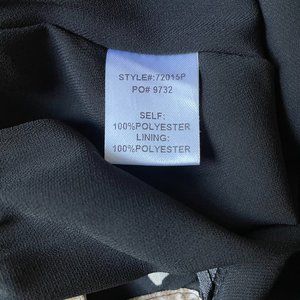 STYLE#:72015P
PO# 9732
SELF:
100%POLYESTER
LINING:
100%POLYESTER